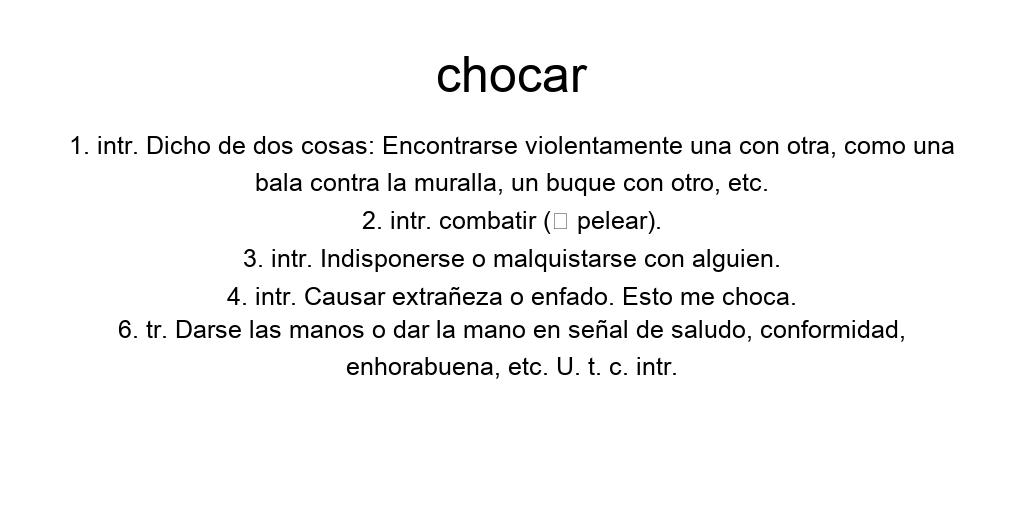 chocar
1. intr. Dicho de dos cosas: Encontrarse violentamente una con otra, como una
bala contra la muralla, un buque con otro, etc.
2. intr. combatir (□ pelear).
3. intr. Indisponerse o malquistarse con alguien.
4. intr. Causar extrañeza o enfado. Esto me choca.
6. tr. Darse las manos o dar la mano en señal de saludo, conformidad,
enhorabuena, etc. U. t. c. intr.